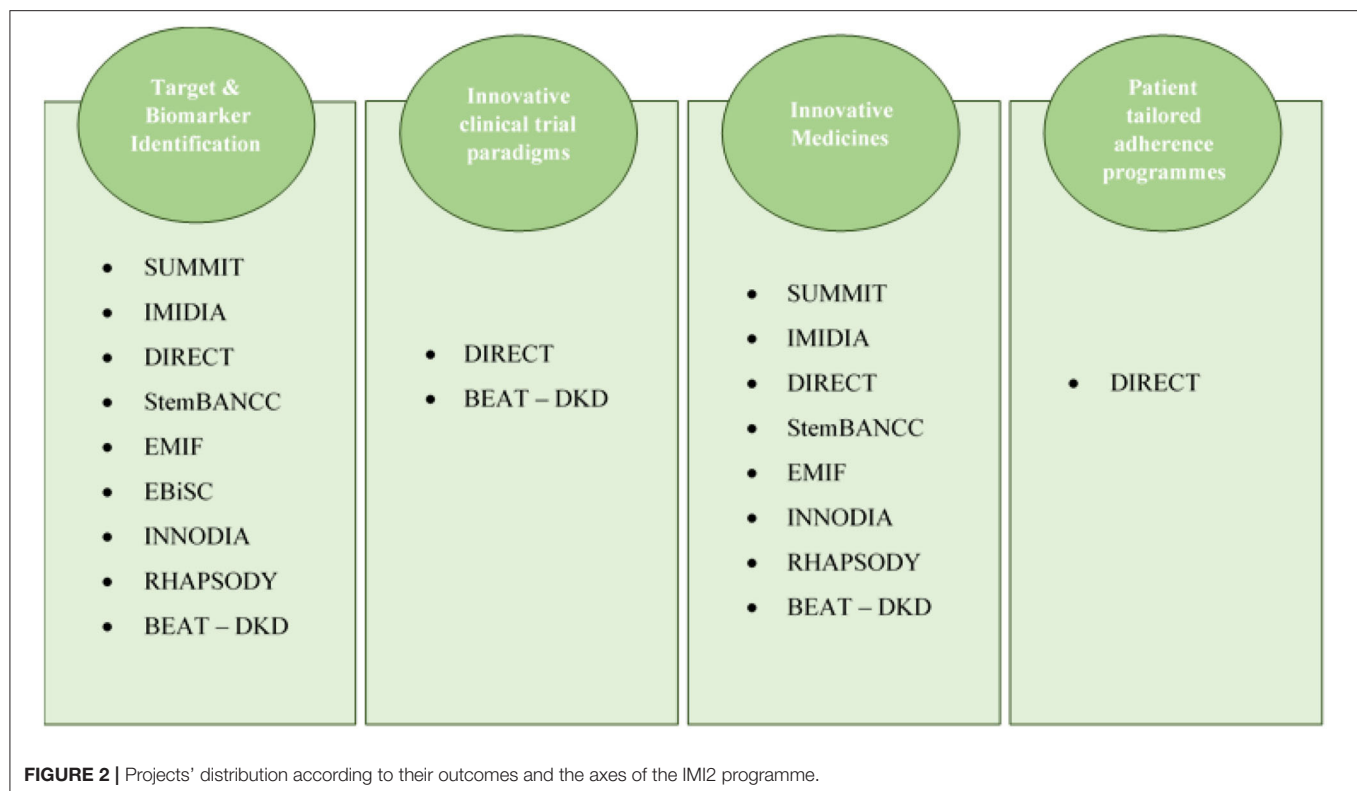 Target &
Biomarker
Identification
• SUMMIT
• IMIDIA
• DIRECT
• StemBANCC
• EMIF
• EBiSC
• INNODIA
• RHAPSODY
• BEAT – DKD
Innovative
clinical trial
paradigms
• DIRECT
• BEAT – DKD
Innovative
Medicines
• SUMMIT
• IMIDIA
• DIRECT
• StemBANCC
• EMIF
• INNODIA
• RHAPSODY
• BEAT – DKD
Patient
tailored
adherence
programmes
• DIRECT
FIGURE 2 | Projects’ distribution according to their outcomes and the axes of the IMI2 programme.